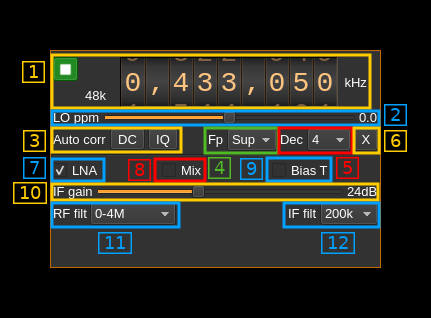 1
48k
0,433,050 kHz
LO ppm 0.0 2
3 Auto corr DC IQ Fp Sup Dec 4 X 6
7 LNA 8 Mix 4 9 Bias T 5
10 IF gain 24dB
RF filt 0-4M IF filt 200k
11 12